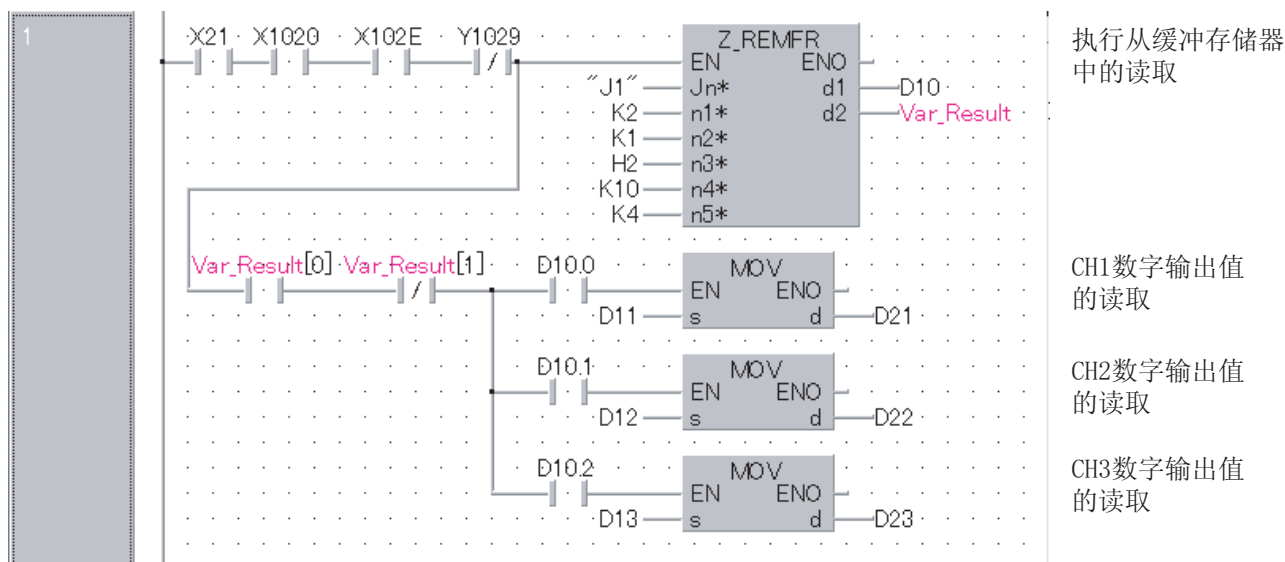 1
X21 X1020 X102E Y1029
Z_REMFR
EN ENO
"J1" Jn* d1 D10
K2 n1* d2 Var_Result
K1 n2*
H2 n3*
K10 n4*
K4 n5*
执行从缓冲存储器
中的读取
Var_Result[0] Var_Result[1] D10.0
MOV
EN ENO
D11 s d D21
CH1数字输出值
的读取
D10.1
MOV
EN ENO
D12 s d D22
CH2数字输出值
的读取
D10.2
MOV
EN ENO
D13 s d D23
CH3数字输出值
的读取